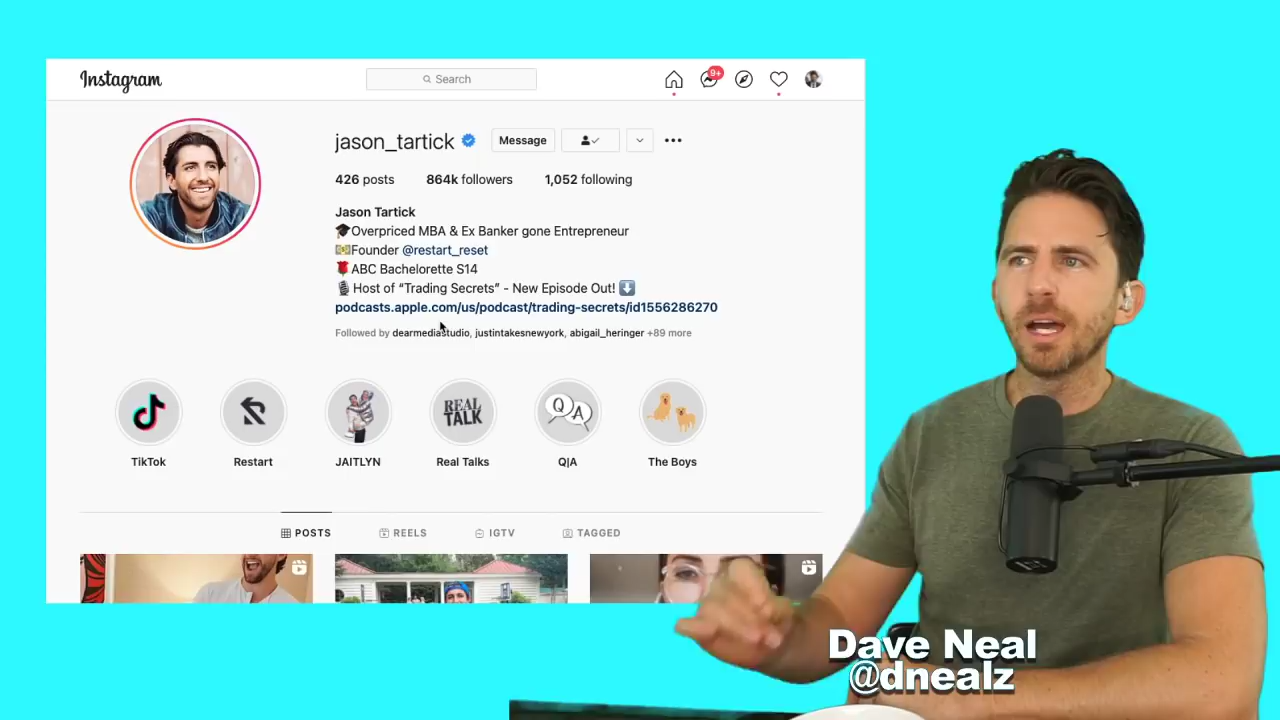 Instagram
Search
9+
jason_tartick
Message
426 posts 864k followers 1,052 following
Jason Tartick
🎓Overpriced MBA & Ex Banker gone Entrepreneur
💵Founder @restart_reset
🌹ABC Bachelorette S14
🎙Host of “Trading Secrets” - New Episode Out! ⬇️
podcasts.apple.com/us/podcast/trading-secrets/id1556286270
Followed by dearmediastudio, justintakesnewyork, abigail_heringer +89 more
REAL
TALK
Q A
TikTok Restart JAITLYN Real Talks Q|A The Boys
POSTS REELS IGTV TAGGED
Dave Neal
@dnealz